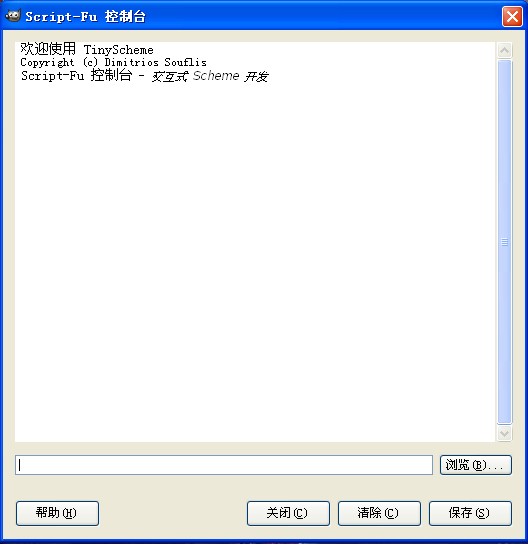 Script-Fu 控制台
欢迎使用 TinyScheme
Copyright (c) Dimitrios Souflis
Script-Fu 控制台 - 交互式 Scheme 开发
浏览(B)...
帮助(H)
关闭(C)
清除(C)
保存(S)